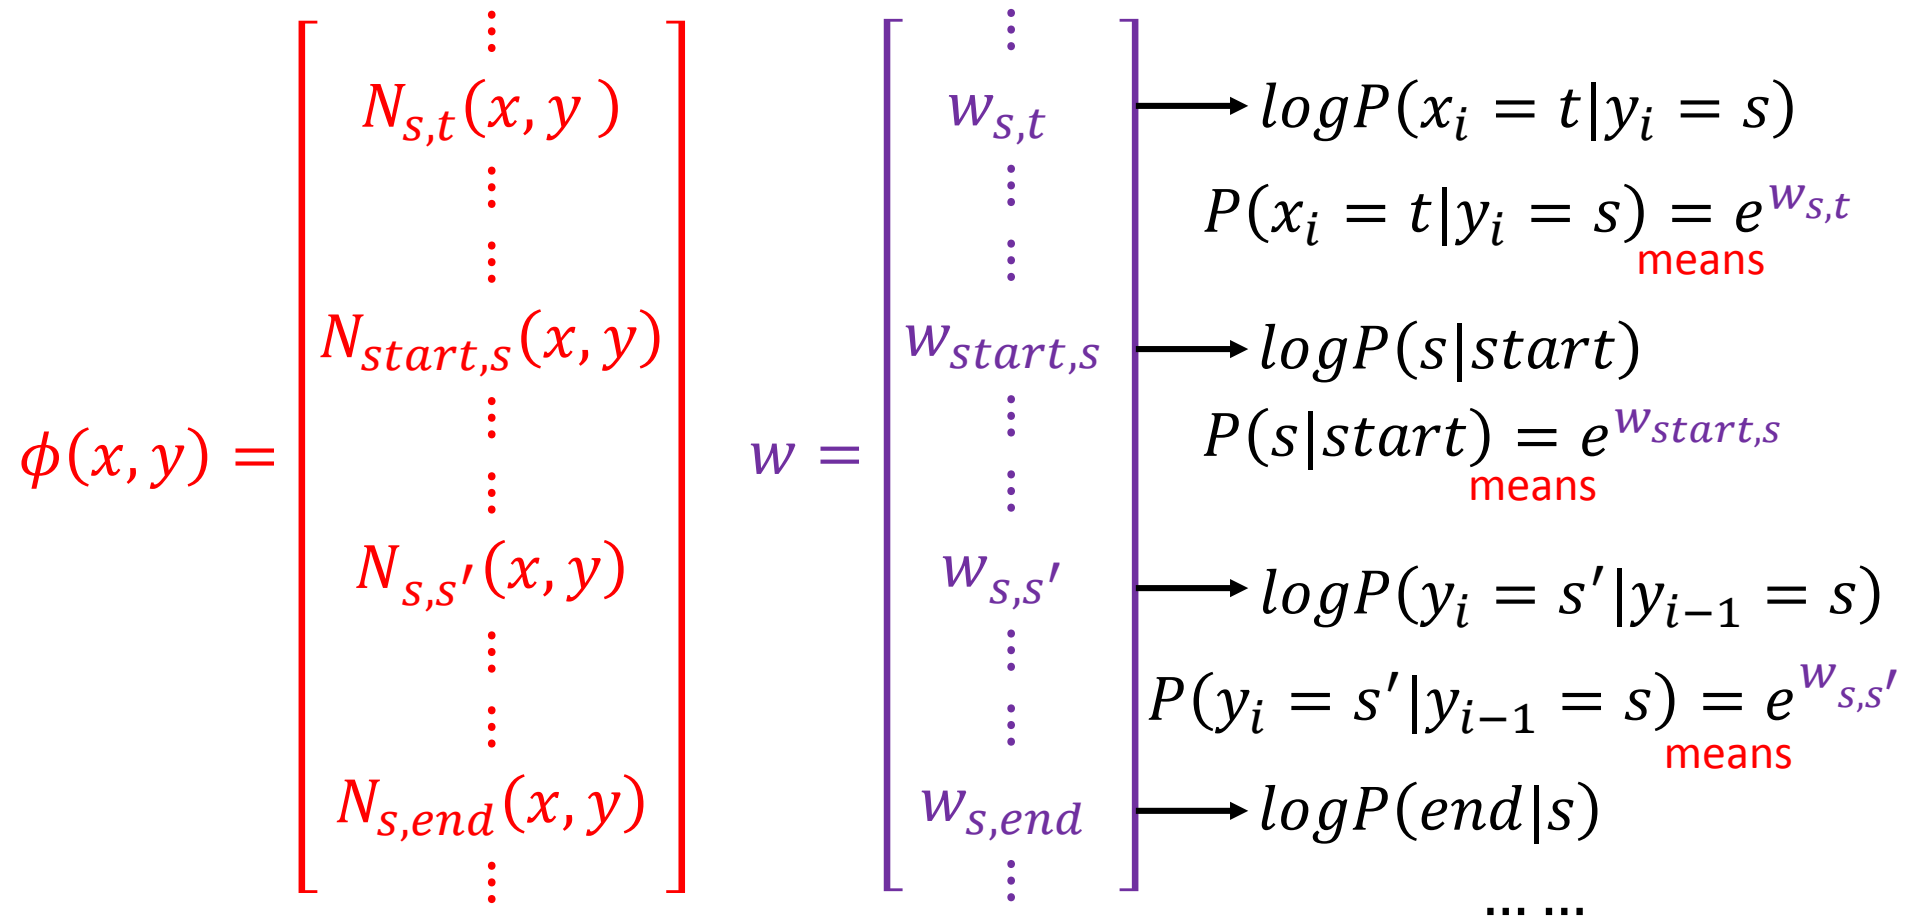 ⋮ ⋮
N_{s,t}(x, y ) w_{s,t} → logP(x_i = t|y_i = s)
⋮ ⋮
P(x_i = t|y_i = s) = e^{w_{s,t}}
means
⋮ ⋮
N_{start,s}(x, y) w_{start,s} → logP(s|start)
⋮ ⋮
P(s|start) = e^{w_{start,s}}
ϕ(x, y) = w =
means
⋮ ⋮
N_{s,s'}(x, y) w_{s,s'} → logP(y_i = s'|y_{i−1} = s)
⋮ ⋮
P(y_i = s'|y_{i−1} = s) = e^{w_{s,s'}}
means
⋮ ⋮
N_{s,end}(x, y) w_{s,end} → logP(end|s)
⋮ ⋮
... ...